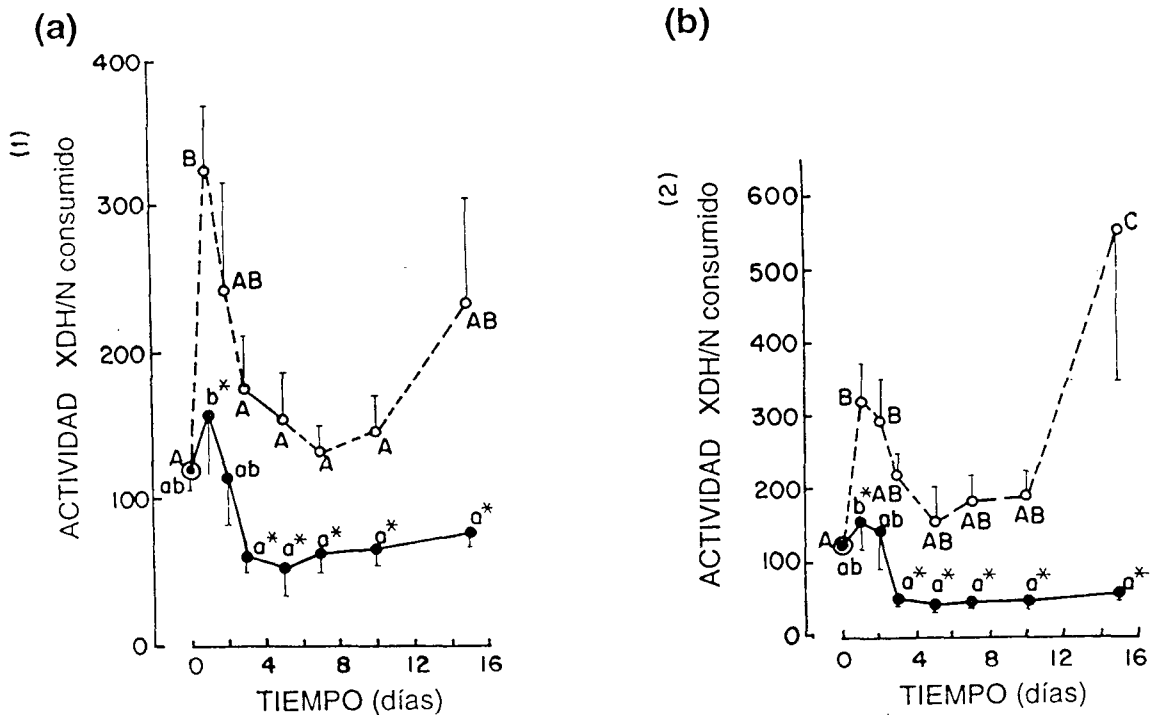 (a)
(1)
ACTIVIDAD XDH/N consumido
400
300
200
100
0
B
AB
A
A
A
A
AB
A
ab
b*
ab
a*
a*
a*
a*
a*
0 4 8 12 16
TIEMPO (días)
(b)
(2)
ACTIVIDAD XDH/N consumido
600
500
400
300
200
100
0
C
B
B
AB
AB
AB
AB
A
ab
b*
ab
a*
a*
a*
a*
a*
0 4 8 12 16
TIEMPO (días)